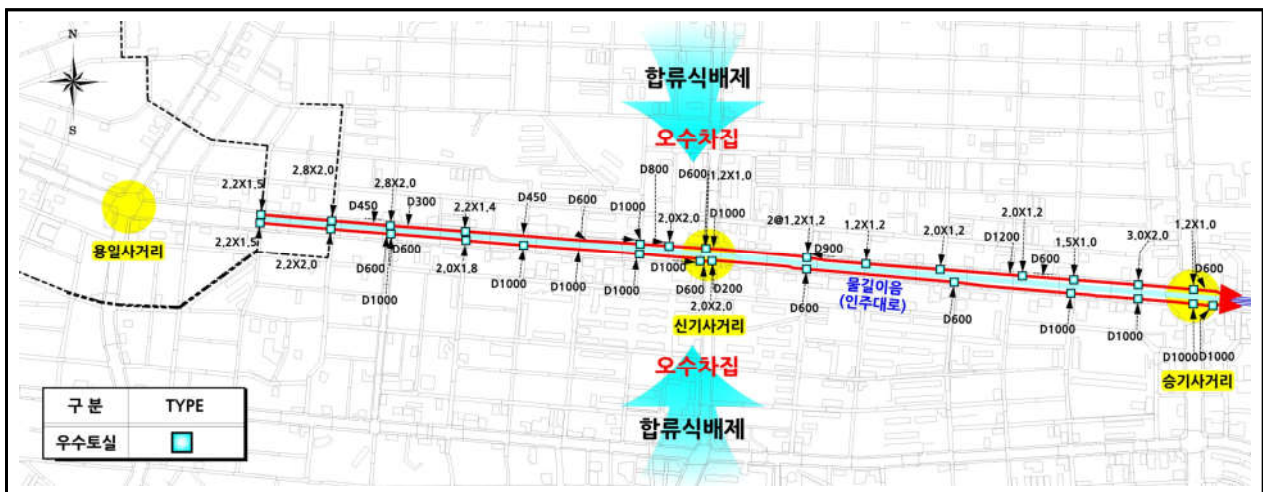 N
S
합류식배제
오수차집
2,2X1,5
2,8X2,0
D450
2,8X2,0
D300
2,2X1,4
D450
D600
D1000
D800
2,0X2,0
D600
1,2X1,0
D1000
2@1,2X1,2
D900
1,2X1,2
2,0X1,2
2,0X1,2
D1200
D600
1,5X1,0
3,0X2,0
1,2X1,0
D600
용일사거리
2,2X1,5
2,2X2,0
D600
D1000
D600
2,0X1,8
D1000
D1000
D1000
D1000
D600
D200
2,0X2,0
신기사거리
D600
물길이음
(인주대로)
D600
D1000
D1000
D1000
D1000
승기사거리
오수차집
합류식배제
구 분 TYPE
우수토실